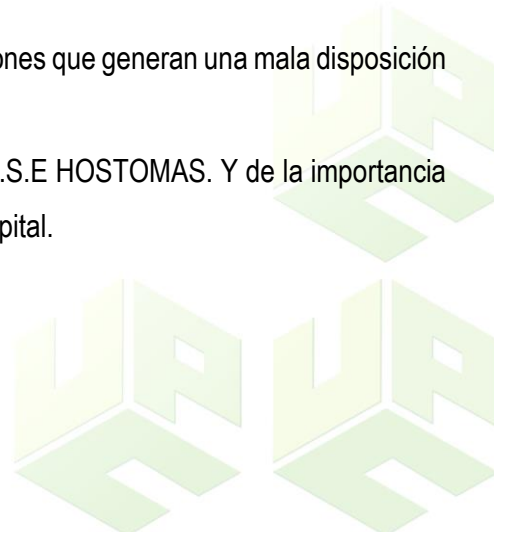 ones que generan una mala disposición
.S.E HOSTOMAS. Y de la importancia
pital.